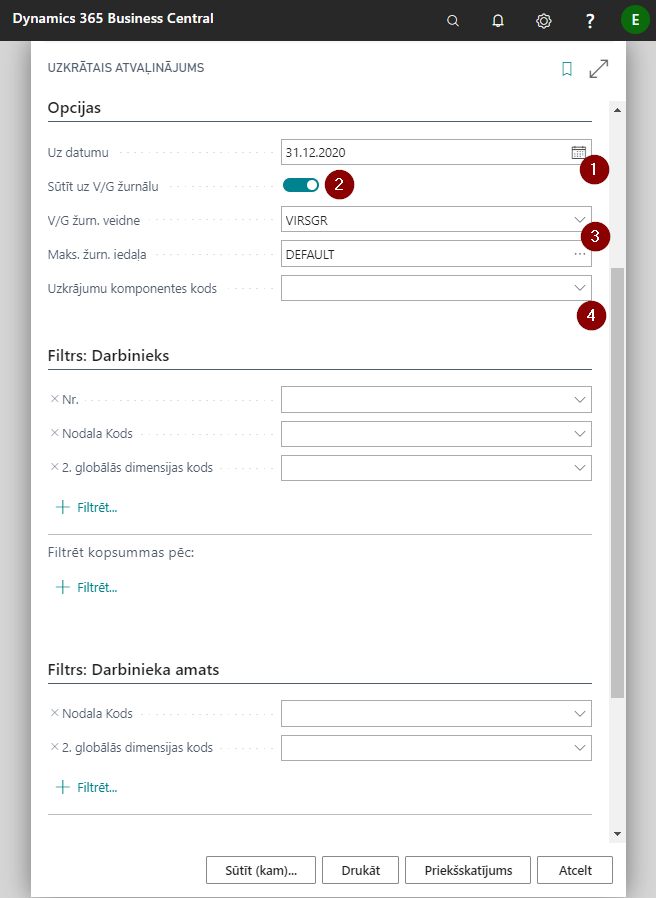 Dynamics 365 Business Central
?
E
UZKRĀTAIS ATVAĻINĀJUMS
Opcijas
Uz datumu 31.12.2020
1
Sūtīt uz V/G žurnālu 2
V/G žurn. veidne VIRSGR
3
Maks. žurn. iedaļa DEFAULT ...
Uzkrājumu komponentes kods
4
Filtrs: Darbinieks
× Nr.
× Nodala Kods
× 2. globālās dimensijas kods
+ Filtrēt...
Filtrēt kopsummas pēc:
+ Filtrēt...
Filtrs: Darbinieka amats
× Nodala Kods
× 2. globālās dimensijas kods
+ Filtrēt...
Sūtīt (kam)... Drukāt Priekšskatījums Atcelt